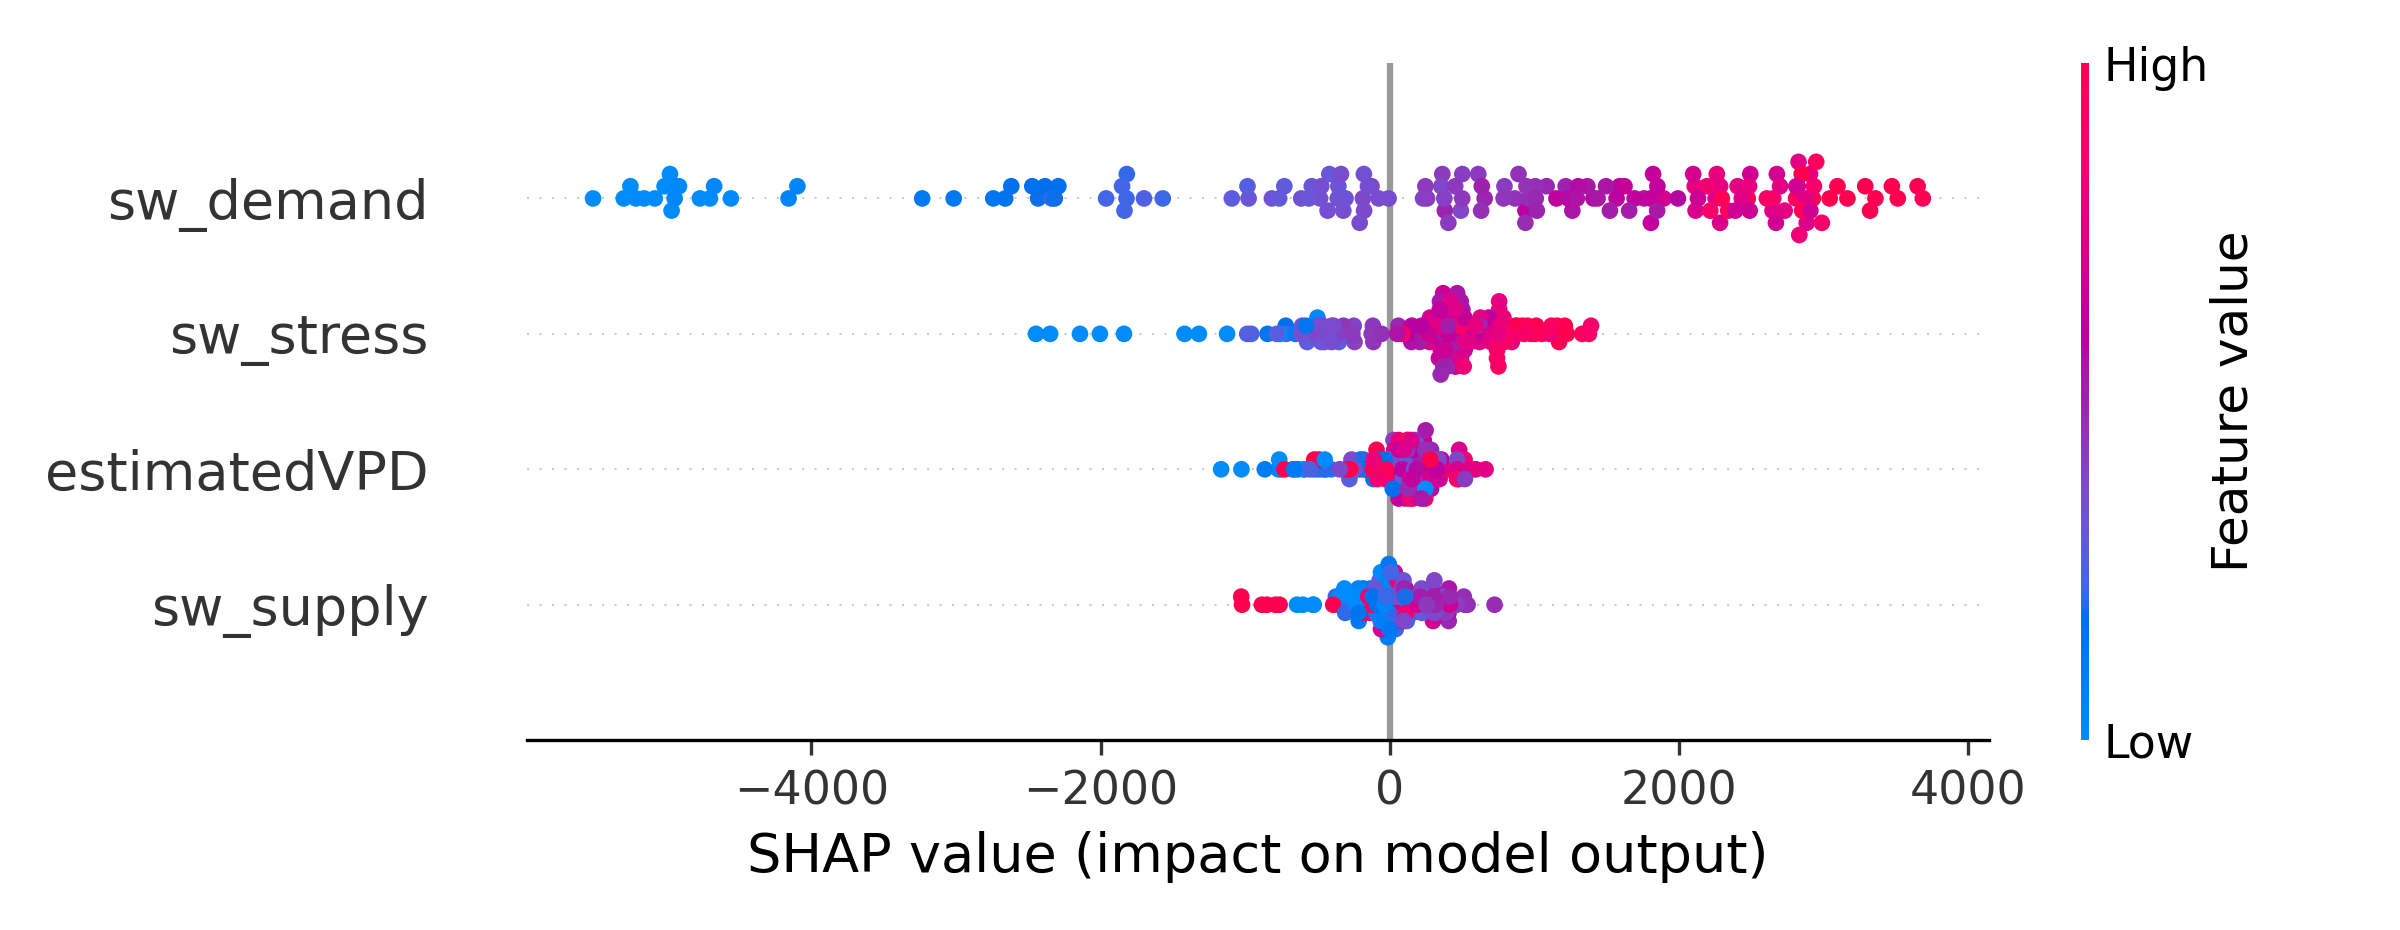 High
sw_demand
sw_stress
estimatedVPD
sw_supply
Feature value
Low
−4000 −2000 0 2000 4000
SHAP value (impact on model output)